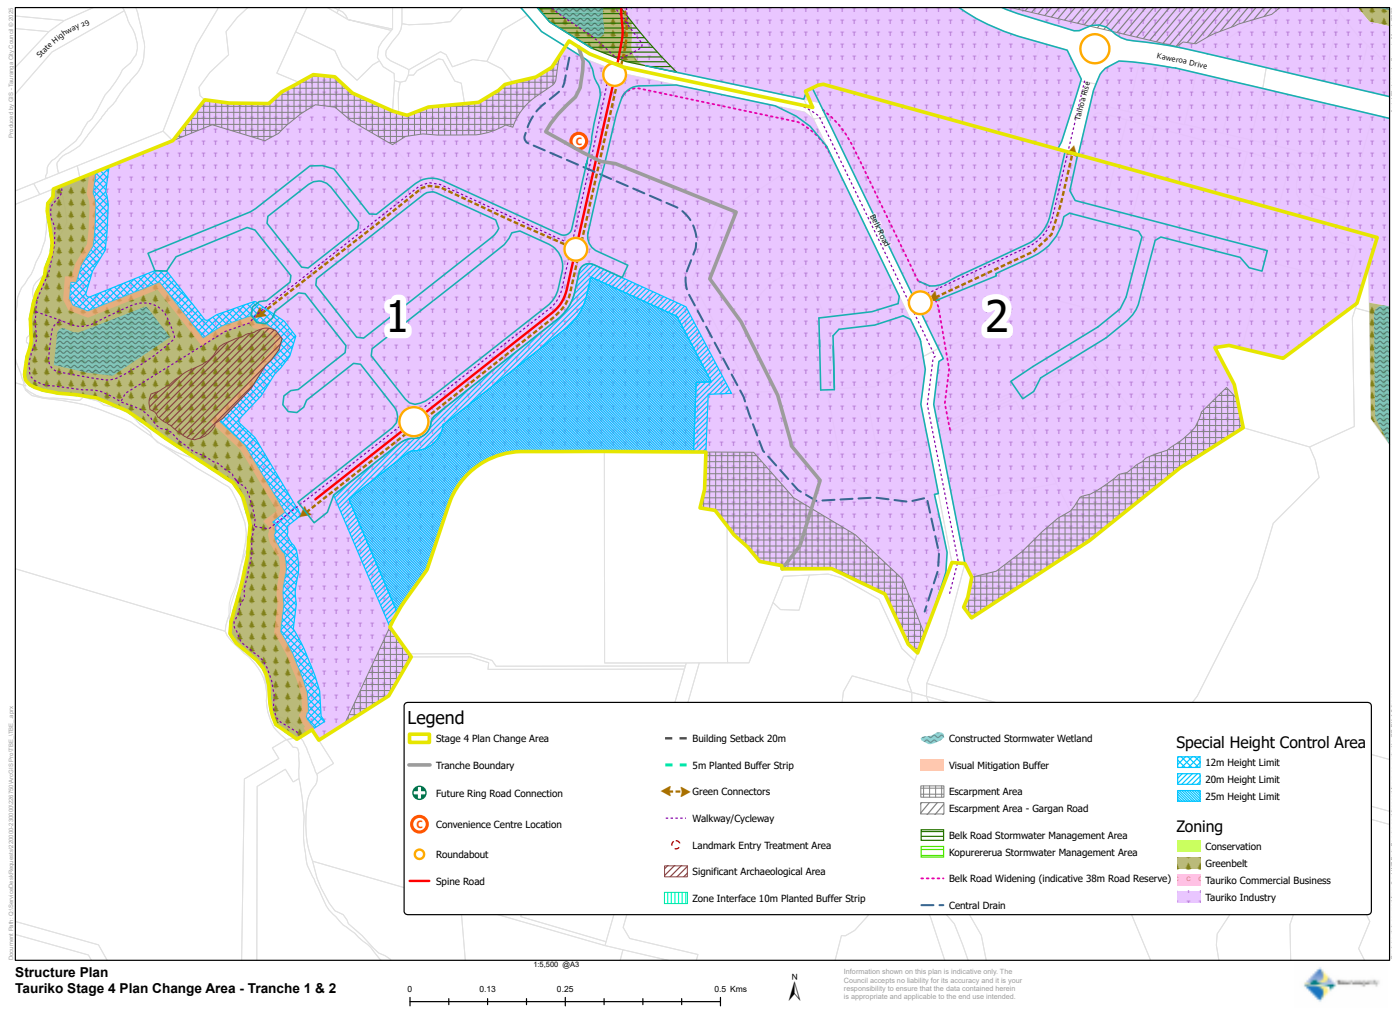 State Highway 29
Kaweroa Drive
Taihoa Rise
C
Belk Road
1
2
Legend
Stage 4 Plan Change Area
Tranche Boundary
Future Ring Road Connection
C
Convenience Centre Location
Roundabout
Spine Road
Building Setback 20m
5m Planted Buffer Strip
Green Connectors
Walkway/Cycleway
Landmark Entry Treatment Area
Significant Archaeological Area
Zone Interface 10m Planted Buffer Strip
Constructed Stormwater Wetland
Visual Mitigation Buffer
Escarpment Area
Escarpment Area - Gargan Road
Belk Road Stormwater Management Area
Kopurererua Stormwater Management Area
Belk Road Widening (indicative 38m Road Reserve)
Central Drain
Special Height Control Area
12m Height Limit
20m Height Limit
25m Height Limit
Zoning
Conservation
Greenbelt
Tauriko Commercial Business
Tauriko Industry
Structure Plan
Tauriko Stage 4 Plan Change Area - Tranche 1 & 2
1:5,500 @A3
0 0.13 0.25 0.5 Kms
N
Information shown on this plan is indicative only. The
Council accepts no liability for its accuracy and it is your
responsibility to ensure that the data contained herein
is appropriate and applicable to the end use intended.
Produced by GIS - Tauranga City Council © 2025